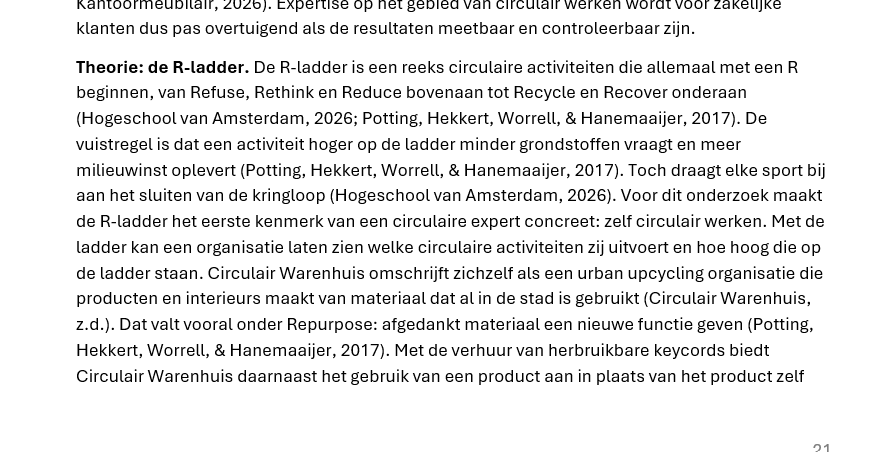 Kantoormeubilair, 2026). Expertise op het gebied van circulair werken wordt voor zakelijke
klanten dus pas overtuigend als de resultaten meetbaar en controleerbaar zijn.
Theorie: de R-ladder. De R-ladder is een reeks circulaire activiteiten die allemaal met een R
beginnen, van Refuse, Rethink en Reduce bovenaan tot Recycle en Recover onderaan
(Hogeschool van Amsterdam, 2026; Potting, Hekkert, Worrell, & Hanemaaijer, 2017). De
vuistregel is dat een activiteit hoger op de ladder minder grondstoffen vraagt en meer
milieuwinst oplevert (Potting, Hekkert, Worrell, & Hanemaaijer, 2017). Toch draagt elke sport bij
aan het sluiten van de kringloop (Hogeschool van Amsterdam, 2026). Voor dit onderzoek maakt
de R-ladder het eerste kenmerk van een circulaire expert concreet: zelf circulair werken. Met de
ladder kan een organisatie laten zien welke circulaire activiteiten zij uitvoert en hoe hoog die op
de ladder staan. Circulair Warenhuis omschrijft zichzelf als een urban upcycling organisatie die
producten en interieurs maakt van materiaal dat al in de stad is gebruikt (Circulair Warenhuis,
z.d.). Dat valt vooral onder Repurpose: afgedankt materiaal een nieuwe functie geven (Potting,
Hekkert, Worrell, & Hanemaaijer, 2017). Met de verhuur van herbruikbare keycords biedt
Circulair Warenhuis daarnaast het gebruik van een product aan in plaats van het product zelf
21